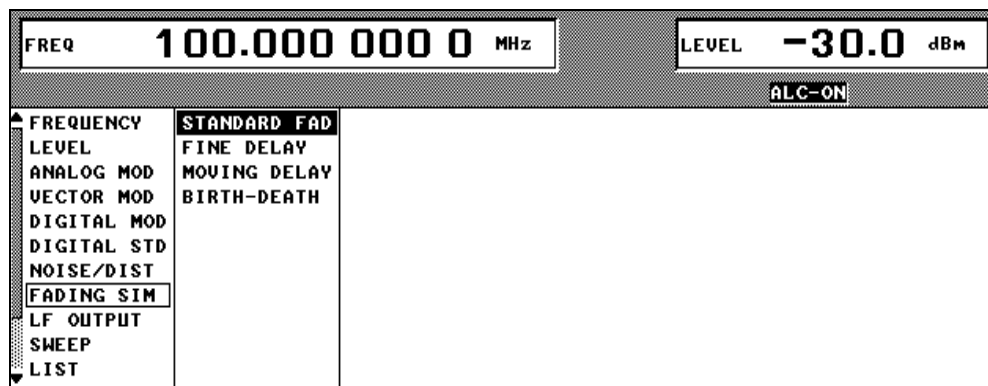 FREQ 100.000 000 0 MHz
LEVEL -30.0 dBm
ALC-ON
FREQUENCY
LEVEL
ANALOG MOD
VECTOR MOD
DIGITAL MOD
DIGITAL STD
NOISE/DIST
FADING SIM
LF OUTPUT
SWEEP
LIST
STANDARD FAD
FINE DELAY
MOVING DELAY
BIRTH-DEATH